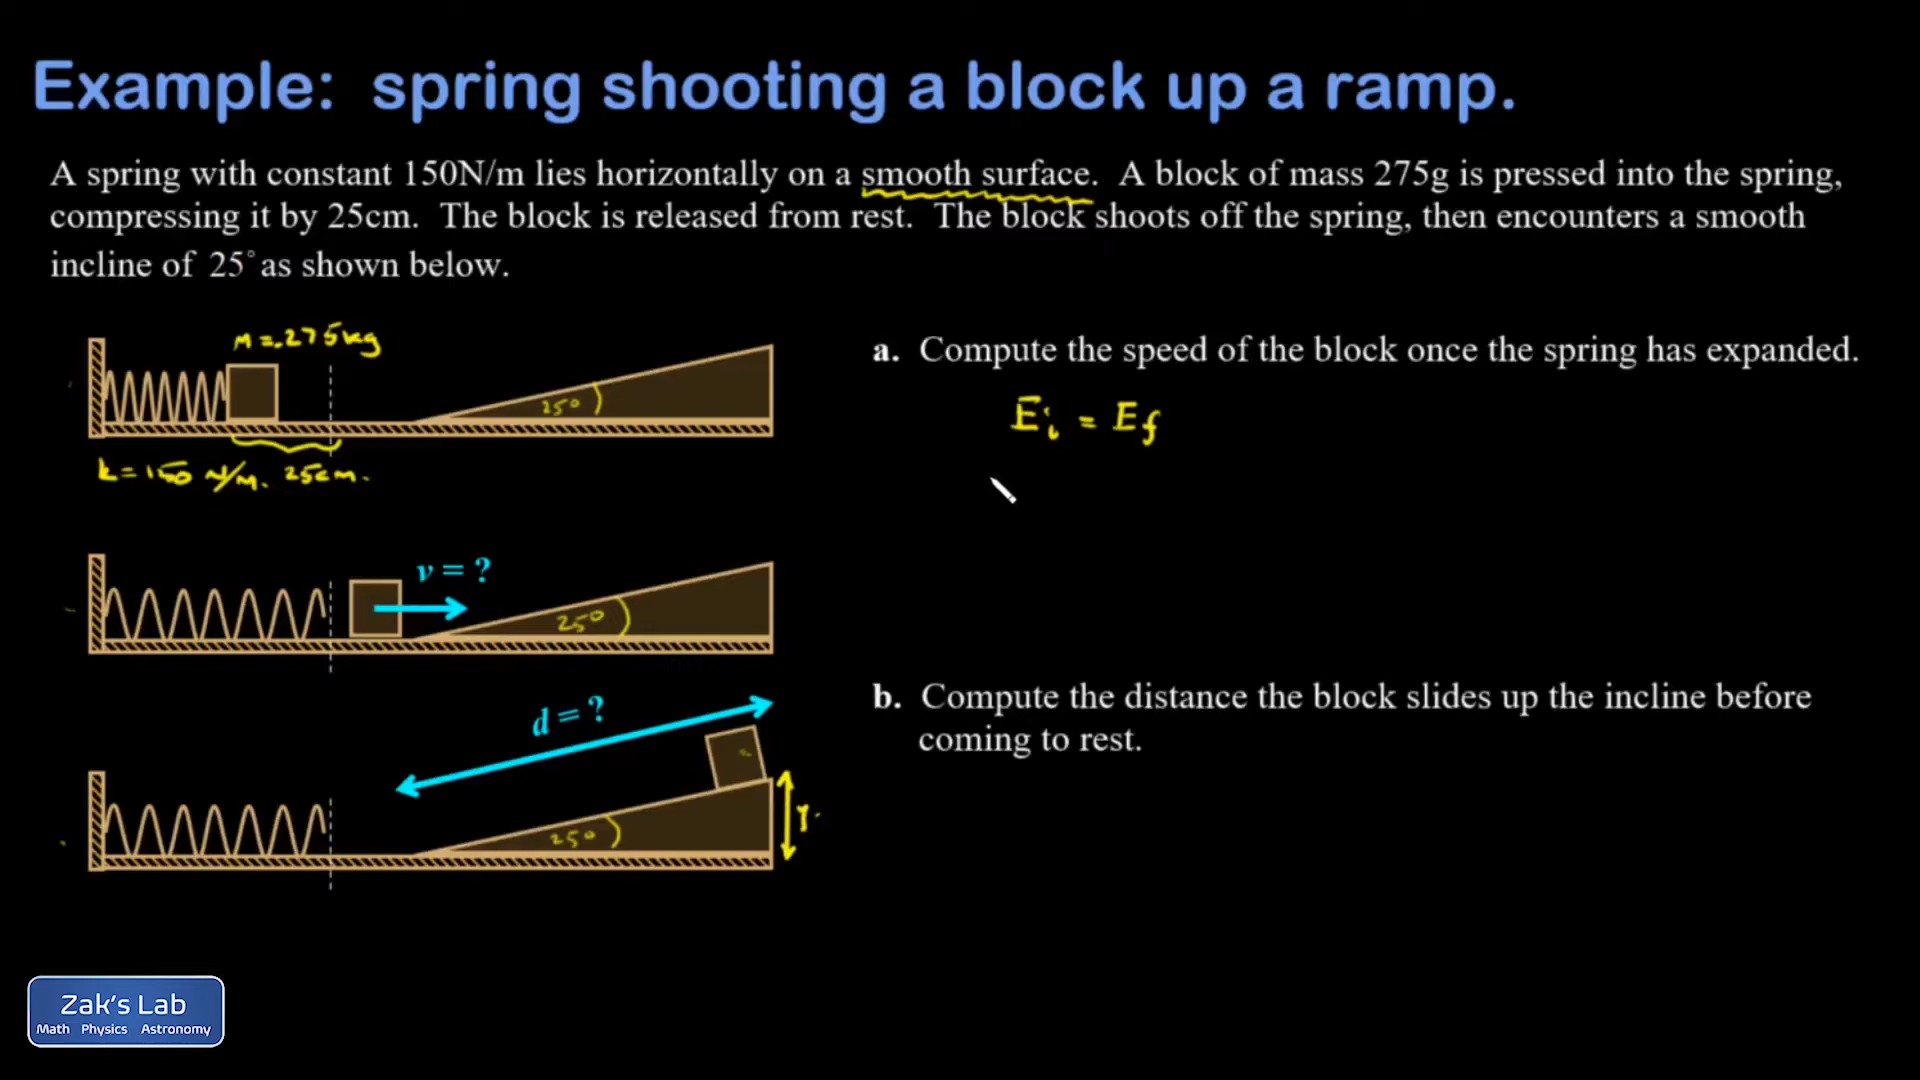 Example: spring shooting a block up a ramp.
A spring with constant 150N/m lies horizontally on a smooth surface. A block of mass 275g is pressed into the spring,
compressing it by 25cm. The block is released from rest. The block shoots off the spring, then encounters a smooth
incline of 25° as shown below.
M=.275kg
25°
k=150 N/m. 25cm.
a. Compute the speed of the block once the spring has expanded.
Ei = Ef
v = ?
25°
d = ?
25°
y.
b. Compute the distance the block slides up the incline before
coming to rest.
Zak's Lab
Math Physics Astronomy